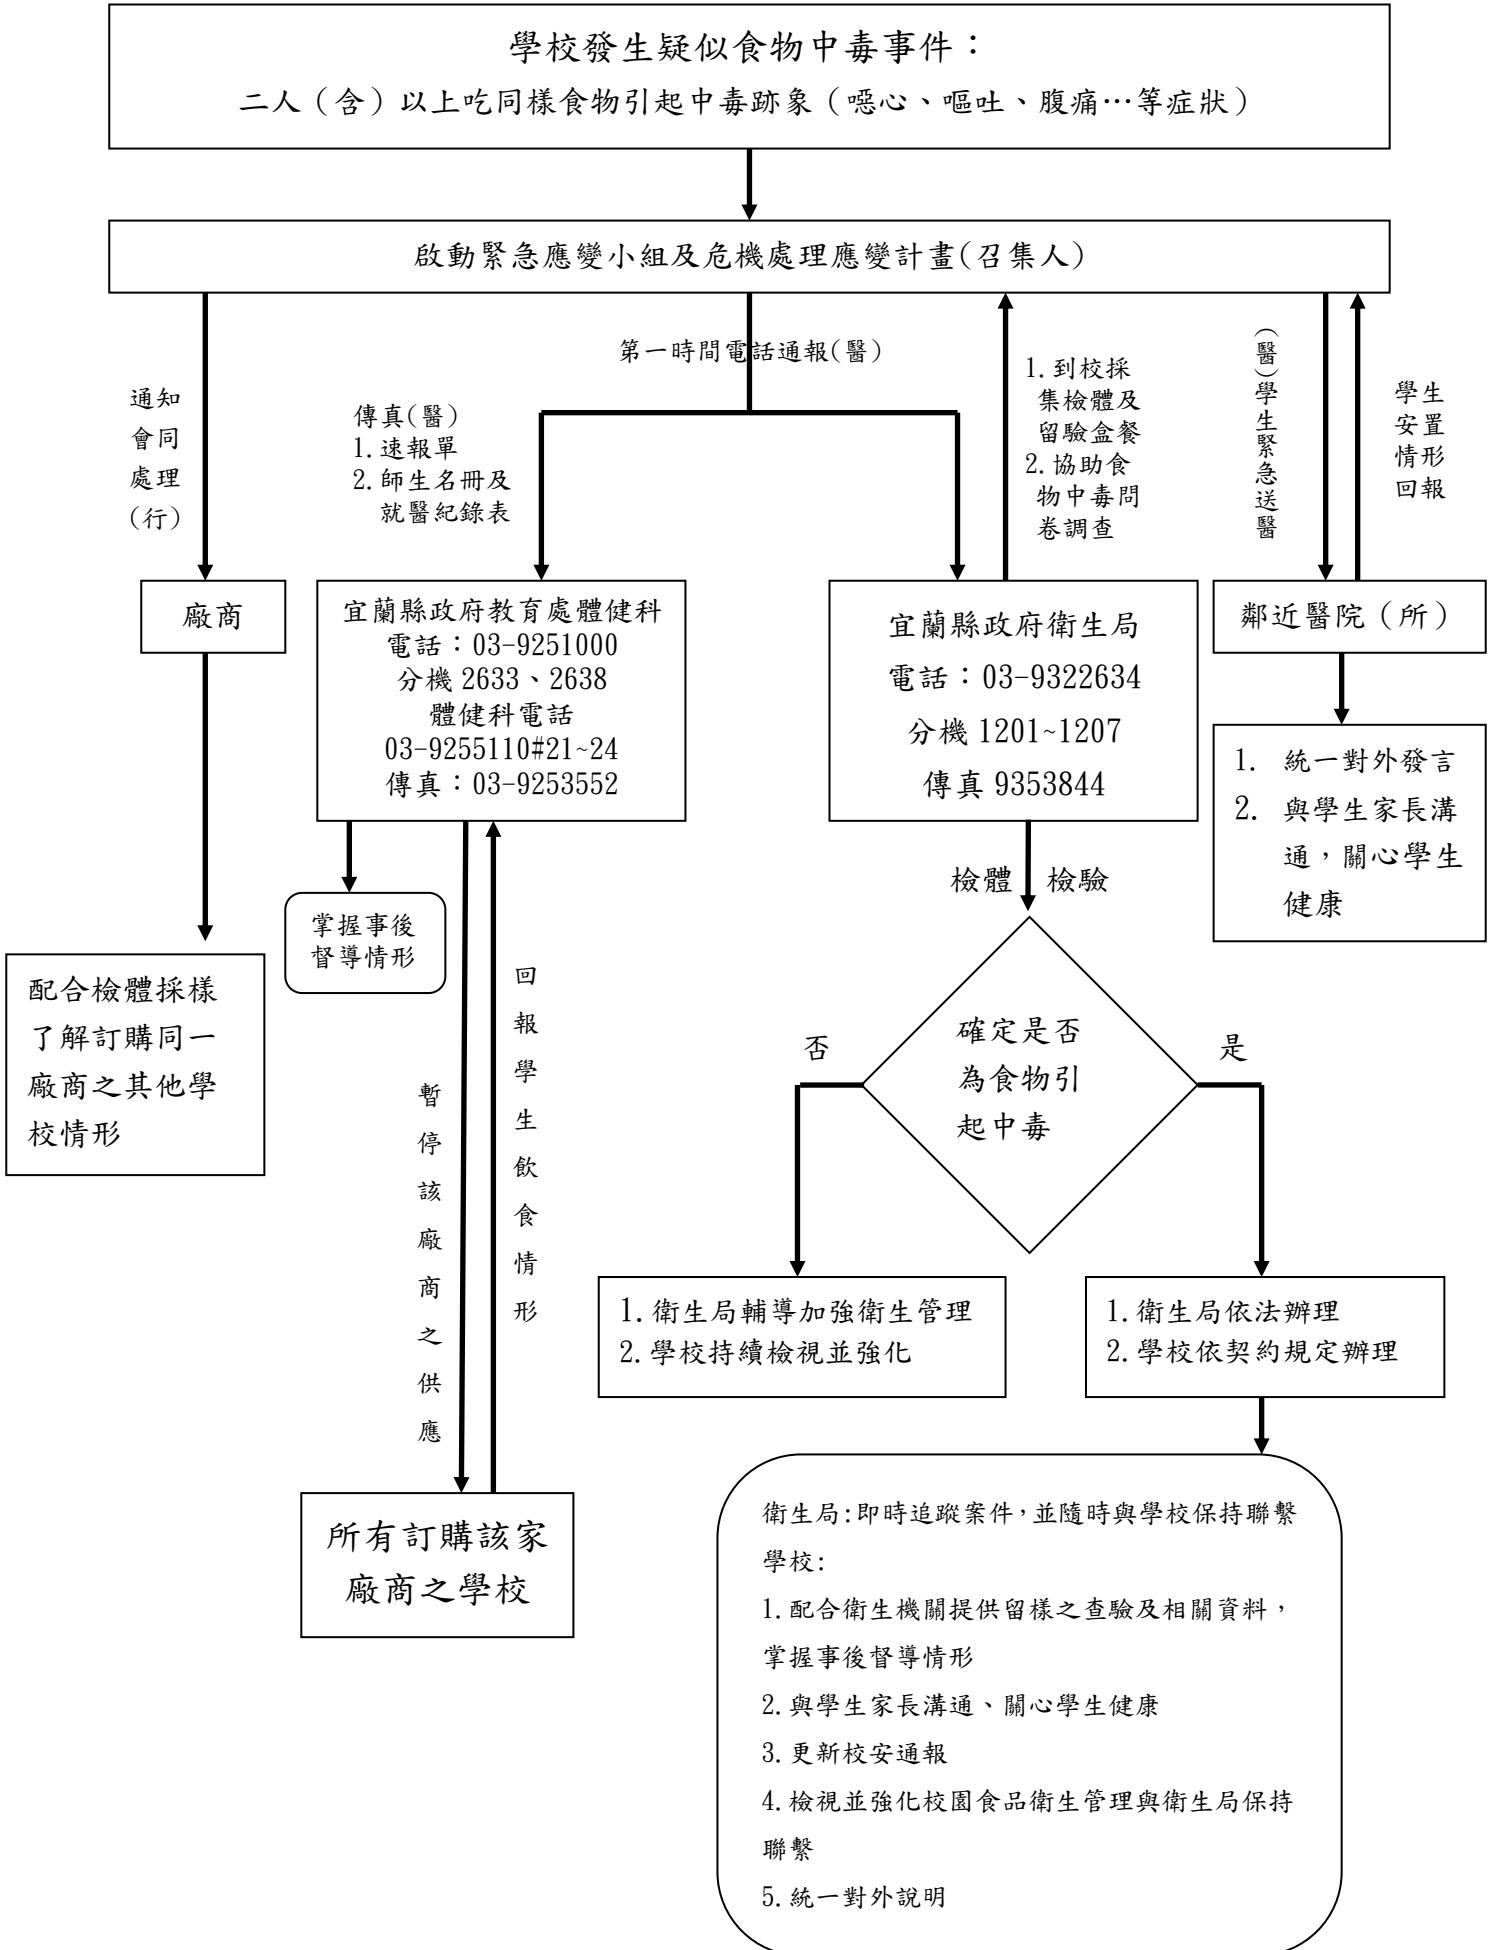 學校發生疑似食物中毒事件：
二人（含）以上吃同樣食物引起中毒跡象（噁心、嘔吐、腹痛…等症狀）
啟動緊急應變小組及危機處理應變計畫(召集人)
通知
會同
處理
(行)
第一時間電話通報(醫)
傳真(醫)
1.速報單
2.師生名冊及
就醫紀錄表
1.到校採
集檢體及
留驗盒餐
2.協助食
物中毒問
卷調查
(醫)學生緊急送醫
學生
安置
情形
回報
廠商
宜蘭縣政府教育處體健科
電話：03-9251000
分機 2633、2638
體健科電話
03-9255110#21~24
傳真：03-9253552
宜蘭縣政府衛生局
電話：03-9322634
分機 1201~1207
傳真 9353844
鄰近醫院（所）
1. 統一對外發言
2. 與學生家長溝
通，關心學生
健康
檢體 檢驗
掌握事後
督導情形
配合檢體採樣
了解訂購同一
廠商之其他學
校情形
暫停該廠商之供應
回報學生飲食情形
確定是否
為食物引
起中毒
否
是
1.衛生局輔導加強衛生管理
2.學校持續檢視並強化
1.衛生局依法辦理
2.學校依契約規定辦理
所有訂購該家
廠商之學校
衛生局:即時追蹤案件，並隨時與學校保持聯繫
學校:
1.配合衛生機關提供留樣之查驗及相關資料，
掌握事後督導情形
2.與學生家長溝通、關心學生健康
3.更新校安通報
4.檢視並強化校園食品衛生管理與衛生局保持
聯繫
5.統一對外說明